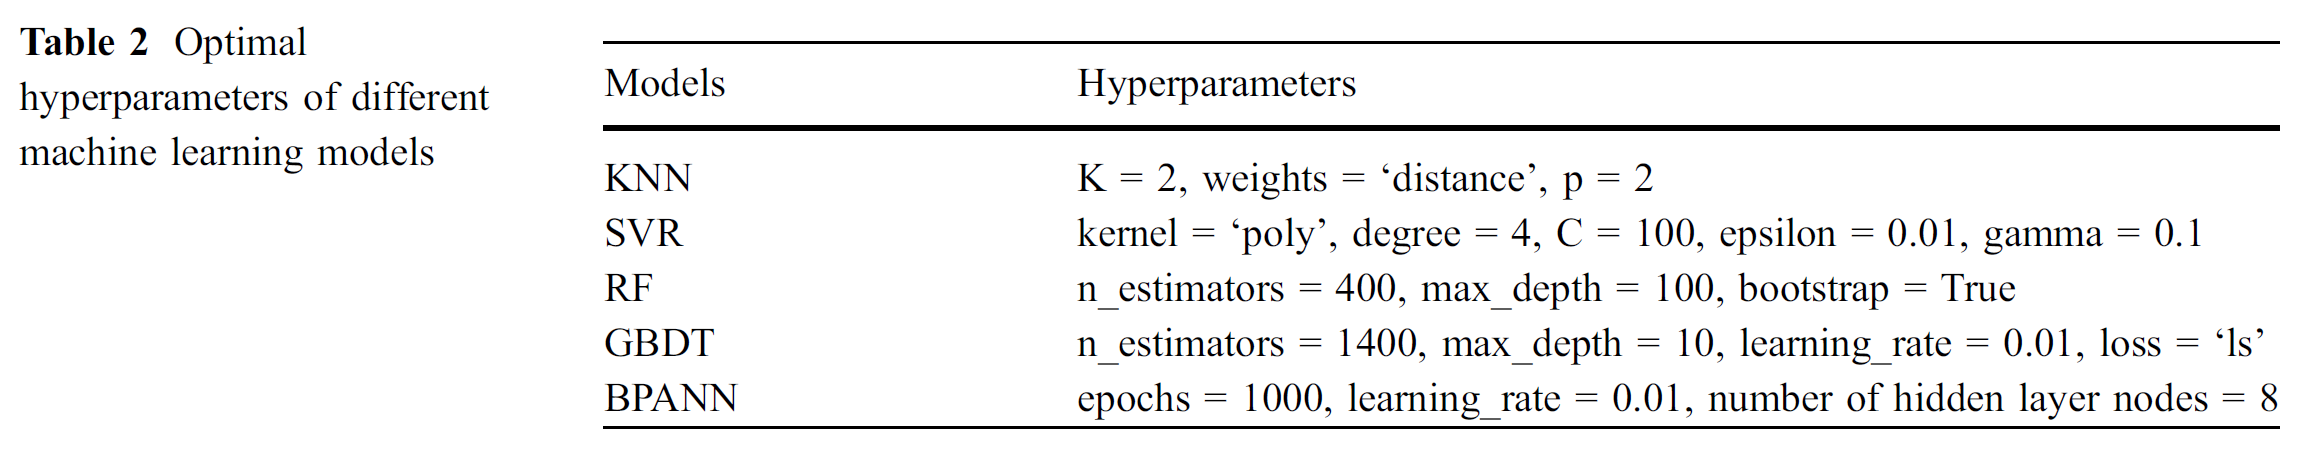 Table 2 Optimal
hyperparameters of different
machine learning models
Models Hyperparameters
KNN K = 2, weights = ‘distance’, p = 2
SVR kernel = ‘poly’, degree = 4, C = 100, epsilon = 0.01, gamma = 0.1
RF n_estimators = 400, max_depth = 100, bootstrap = True
GBDT n_estimators = 1400, max_depth = 10, learning_rate = 0.01, loss = ‘ls’
BPANN epochs = 1000, learning_rate = 0.01, number of hidden layer nodes = 8